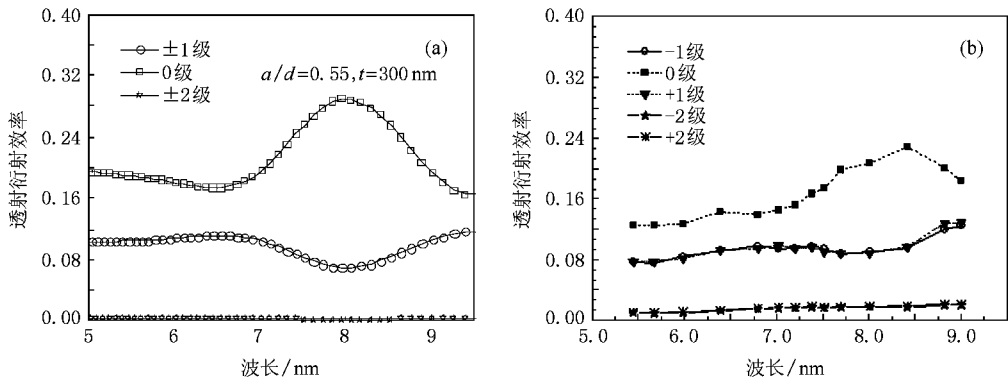 0.40
0.32
0.24
0.16
0.08
0.00
透射衍射效率
(a)
±1级
0级
±2级
a/d=0.55,t=300 nm
5 6 7 8 9
波长/nm
0.40
0.32
0.24
0.16
0.08
0.00
透射衍射效率
(b)
-1级
0级
+1级
-2级
+2级
5.0 6.0 7.0 8.0 9.0
波长/nm